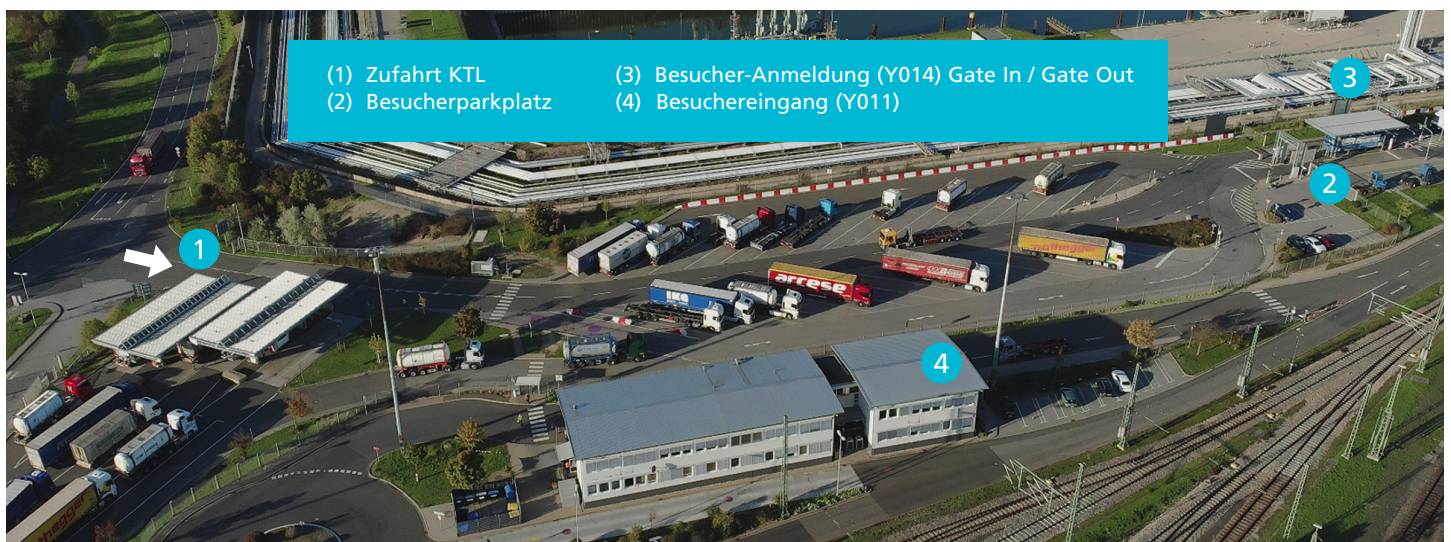 (1) Zufahrt KTL
(2) Besucherparkplatz
(3) Besucher-Anmeldung (Y014) Gate In / Gate Out
(4) Besuchereingang (Y011)
3
2
1
arcese
IKO
4